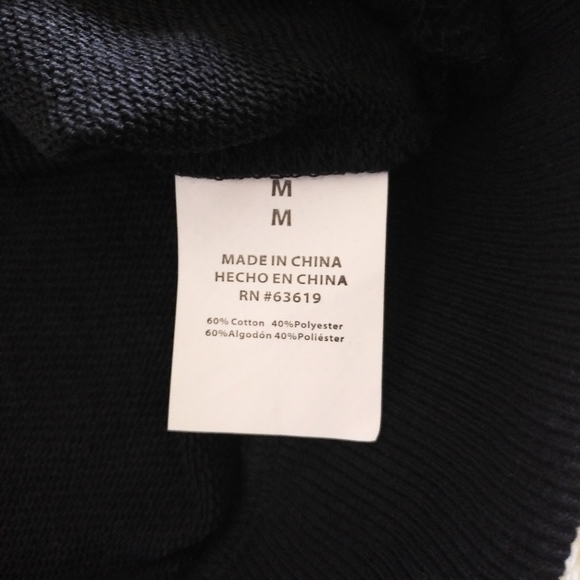 M
M
MADE IN CHINA
HECHO EN CHINA
RN #63619
60% Cotton 40%Polyester
60%Algodón 40%Poliéster